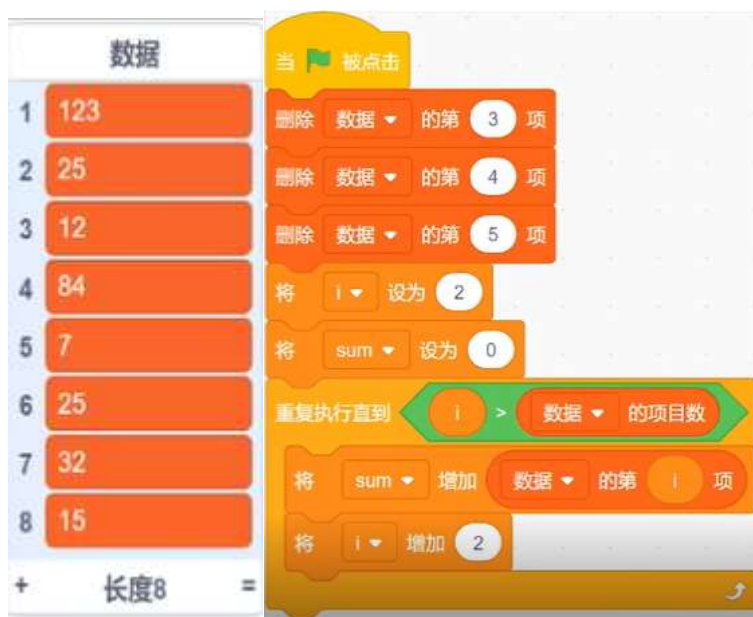 数据
1 123
2 25
3 12
4 84
5 7
6 25
7 32
8 15
+ 长度8 =
当 被点击
删除 数据 的第 3 项
删除 数据 的第 4 项
删除 数据 的第 5 项
将 i 设为 2
将 sum 设为 0
重复执行直到 i > 数据 的项目数
将 sum 增加 数据 的第 i 项
将 i 增加 2